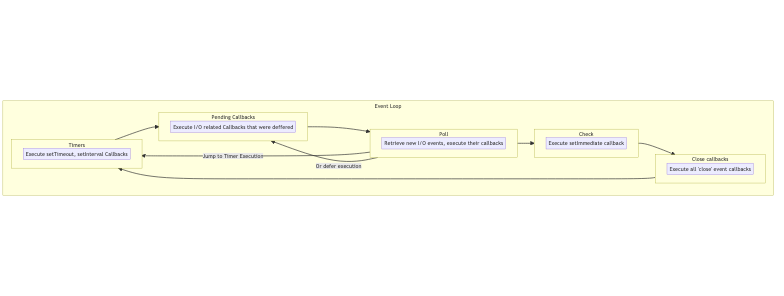 Event Loop
Pending Callbacks
Execute I/O related Callbacks that were deffered
Timers
Execute setTimeout, setInterval Callbacks
Poll
Retrieve new I/O events, execute their callbacks
Check
Execute setImmediate callback
Close callbacks
Execute all 'close' event callbacks
Jump to Timer Execution
Or defer execution